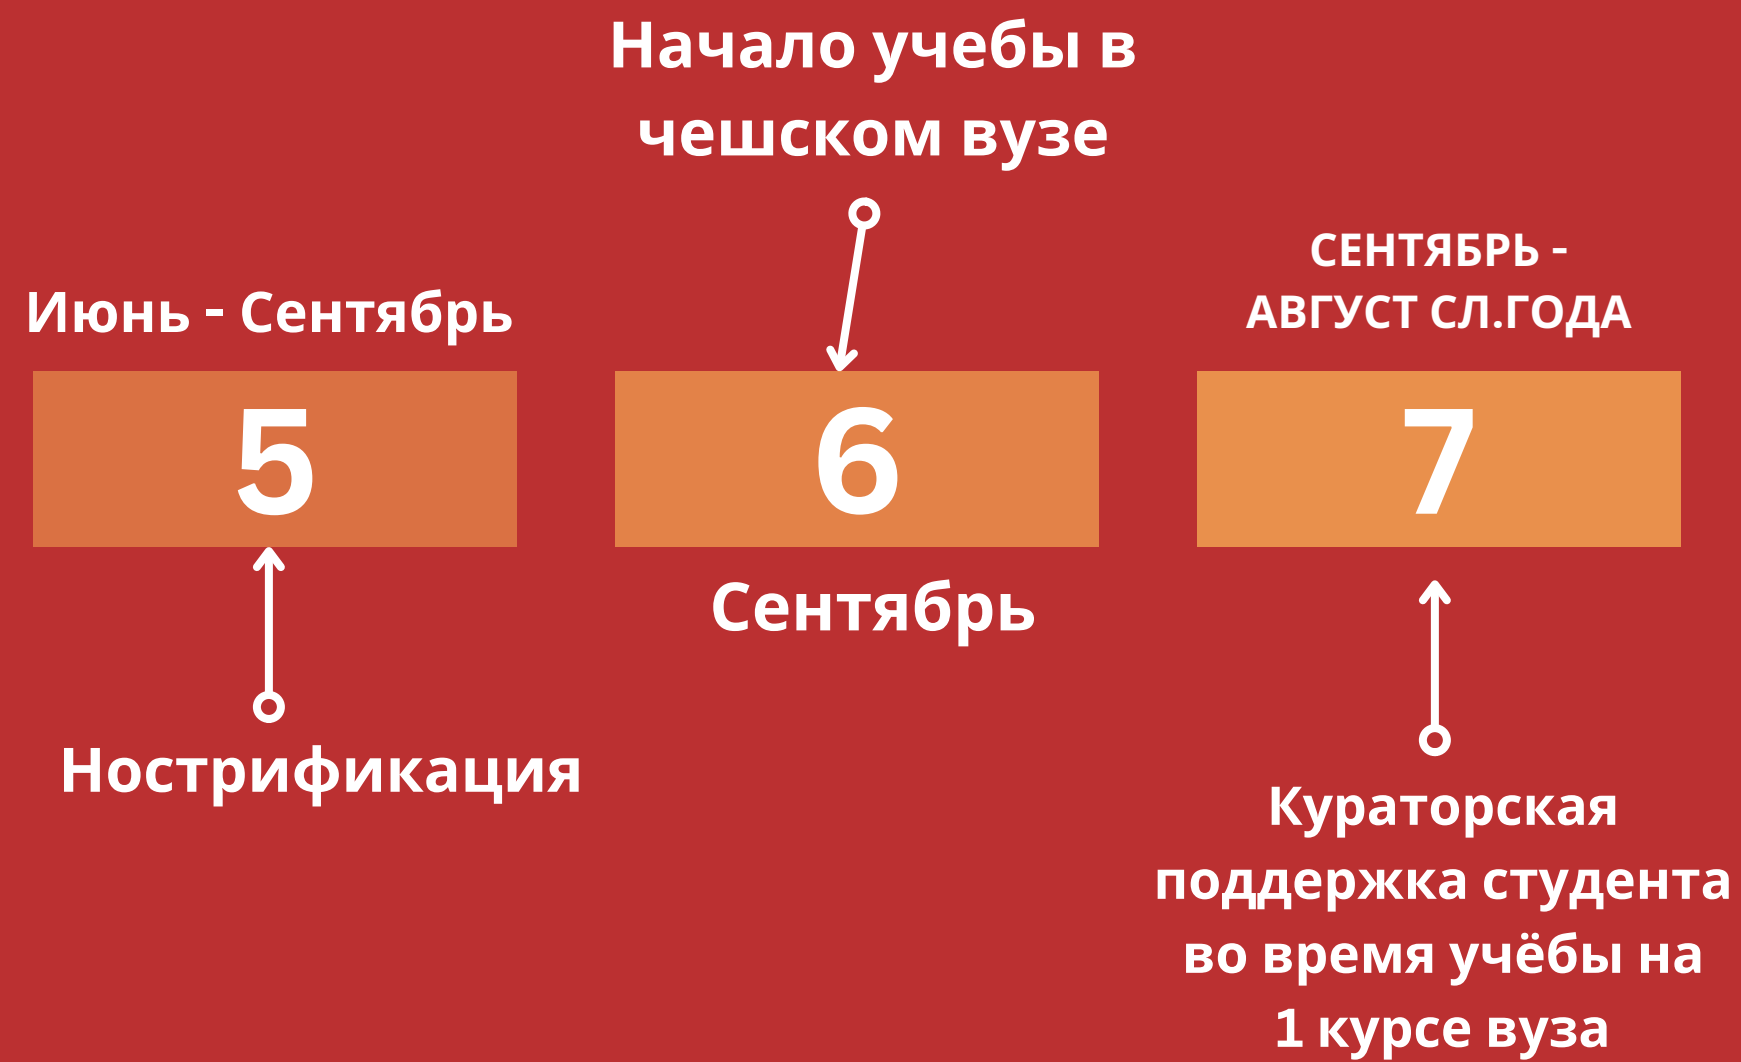 Начало учебы в
чешском вузе
Июнь - Сентябрь
СЕНТЯБРЬ -
АВГУСТ СЛ.ГОДА
5
6
7
Сентябрь
Нострификация
Кураторская
поддержка студента
во время учёбы на
1 курсе вуза